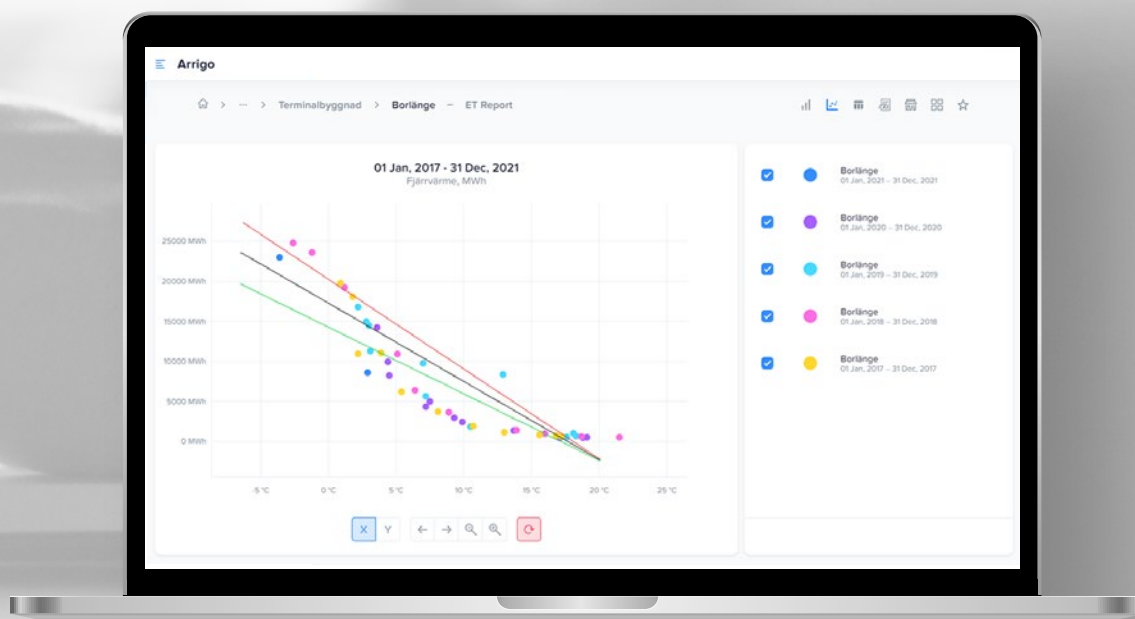 Arrigo
> ... > Terminalbyggnad > Borlänge – ET Report
01 Jan, 2017 - 31 Dec, 2021
Fjärrvärme, MWh
25000 MWh
20000 MWh
15000 MWh
10000 MWh
5000 MWh
0 MWh
-5 °C
0 °C
5 °C
10 °C
15 °C
20 °C
25 °C
X
Y
Borlänge
01 Jan, 2021 – 31 Dec, 2021
Borlänge
01 Jan, 2020 – 31 Dec, 2020
Borlänge
01 Jan, 2019 – 31 Dec, 2019
Borlänge
01 Jan, 2018 – 31 Dec, 2018
Borlänge
01 Jan, 2017 – 31 Dec, 2017